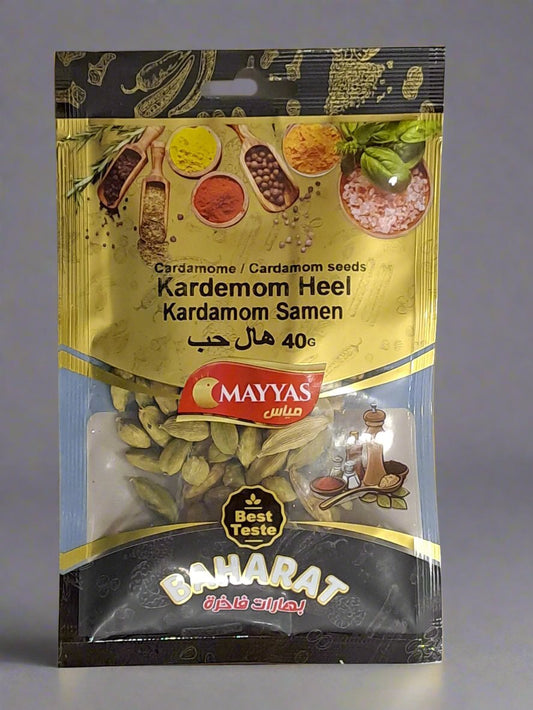 Cardamome / Cardamom seeds
Kardemom Heel
Kardamom Samen
هال حب 40G
MAYYAS
مياس
Best
Teste
BAHARAT
بهارات فاخرة